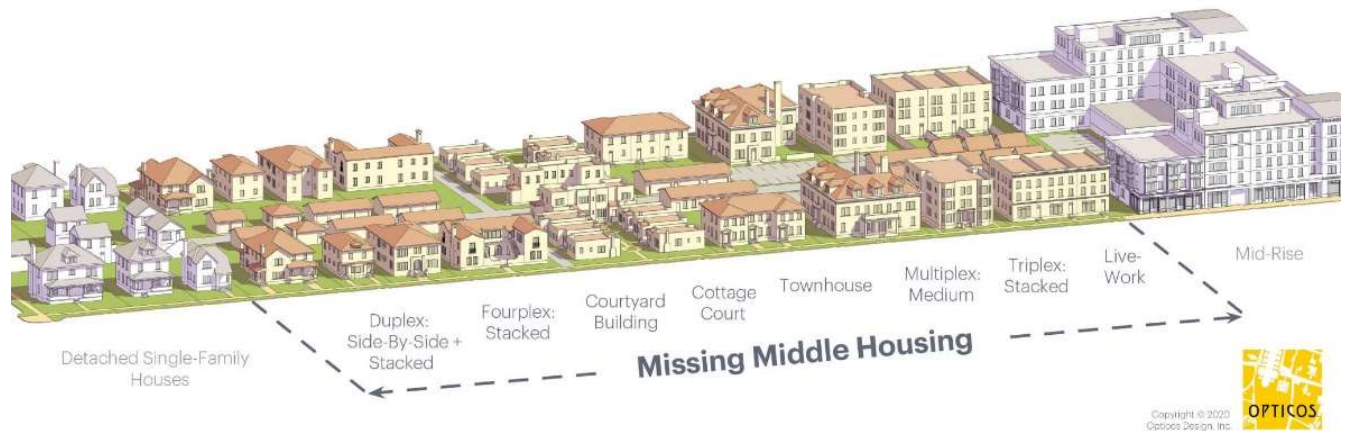 Detached Single-Family
Houses
Duplex:
Side-By-Side +
Stacked
Fourplex:
Stacked
Courtyard
Building
Cottage
Court
Townhouse
Multiplex:
Medium
Triplex:
Stacked
Live-
Work
Mid-Rise
Missing Middle Housing
Copyright © 2020
Opticos Design, Inc.
OPTICOS